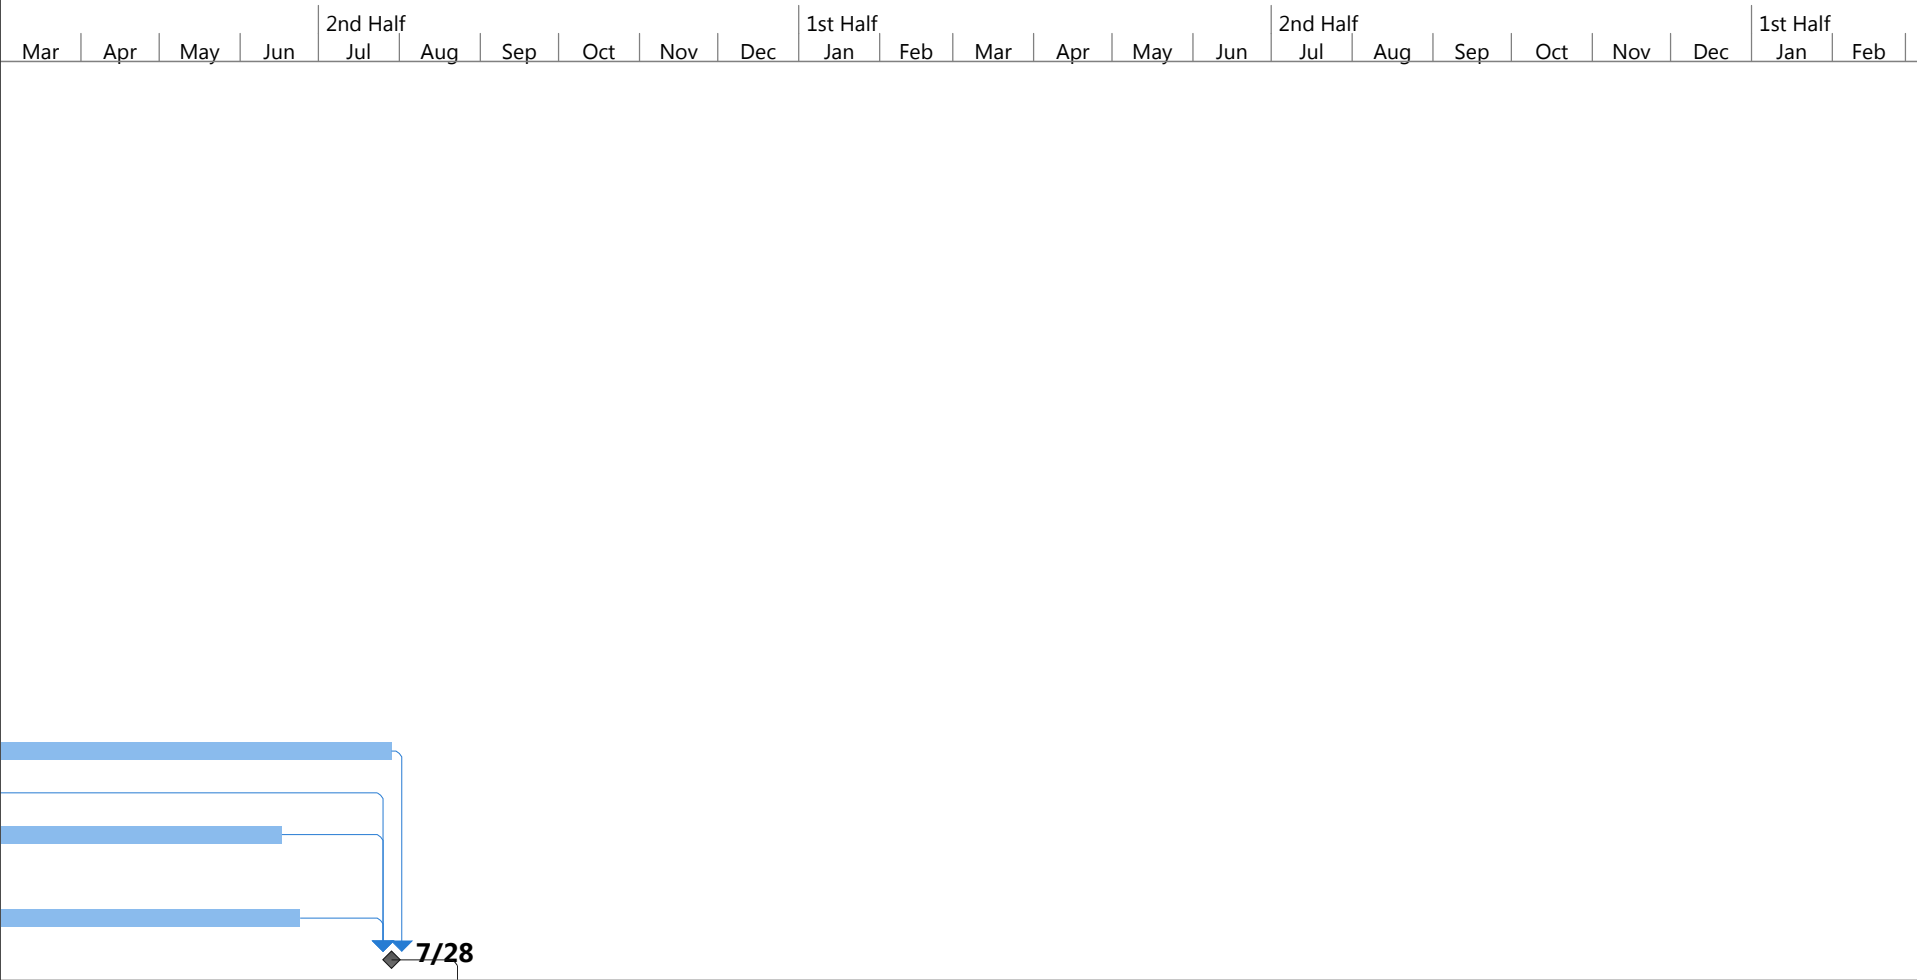 2nd Half 1st Half 2nd Half 1st Half
Mar Apr May Jun Jul Aug Sep Oct Nov Dec Jan Feb Mar Apr May Jun Jul Aug Sep Oct Nov Dec Jan Feb
7/28